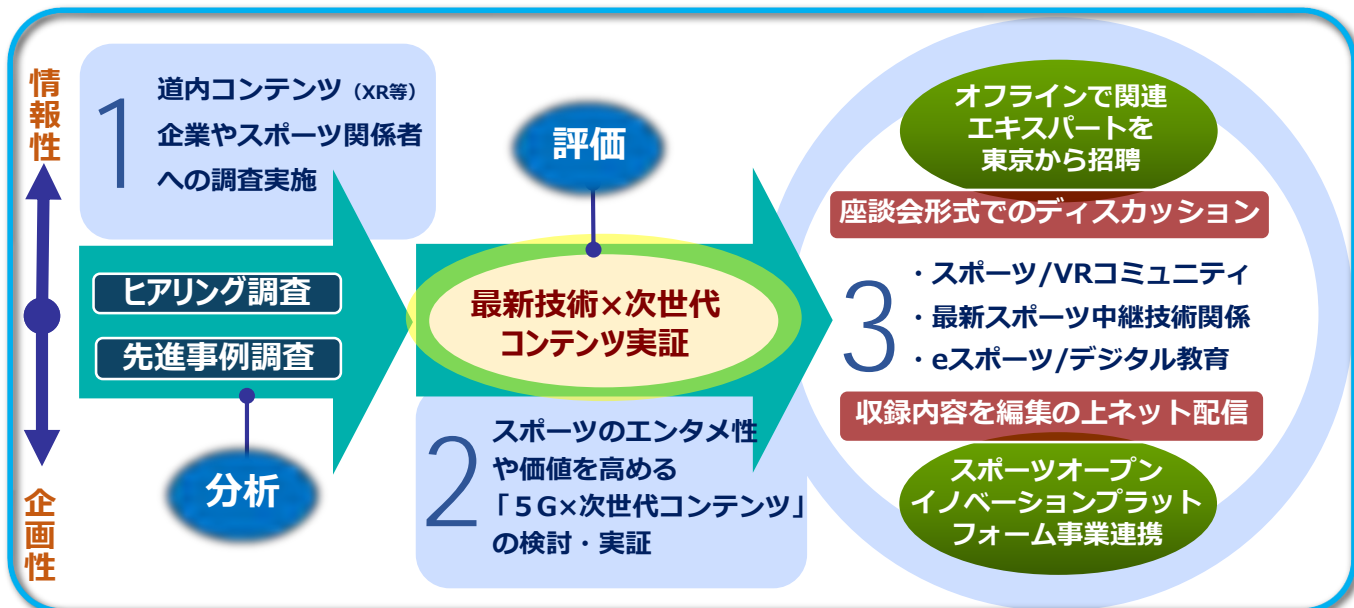 情報性
企画性
1
道内コンテンツ（XR等）
企業やスポーツ関係者
への調査実施
ヒアリング調査
先進事例調査
分析
評価
最新技術×次世代
コンテンツ実証
2
スポーツのエンタメ性
や価値を高める
「５G×次世代コンテンツ」
の検討・実証
オフラインで関連
エキスパートを
東京から招聘
座談会形式でのディスカッション
3
・スポーツ/VRコミュニティ
・最新スポーツ中継技術関係
・eスポーツ/デジタル教育
収録内容を編集の上ネット配信
スポーツオープン
イノベーションプラット
フォーム事業連携